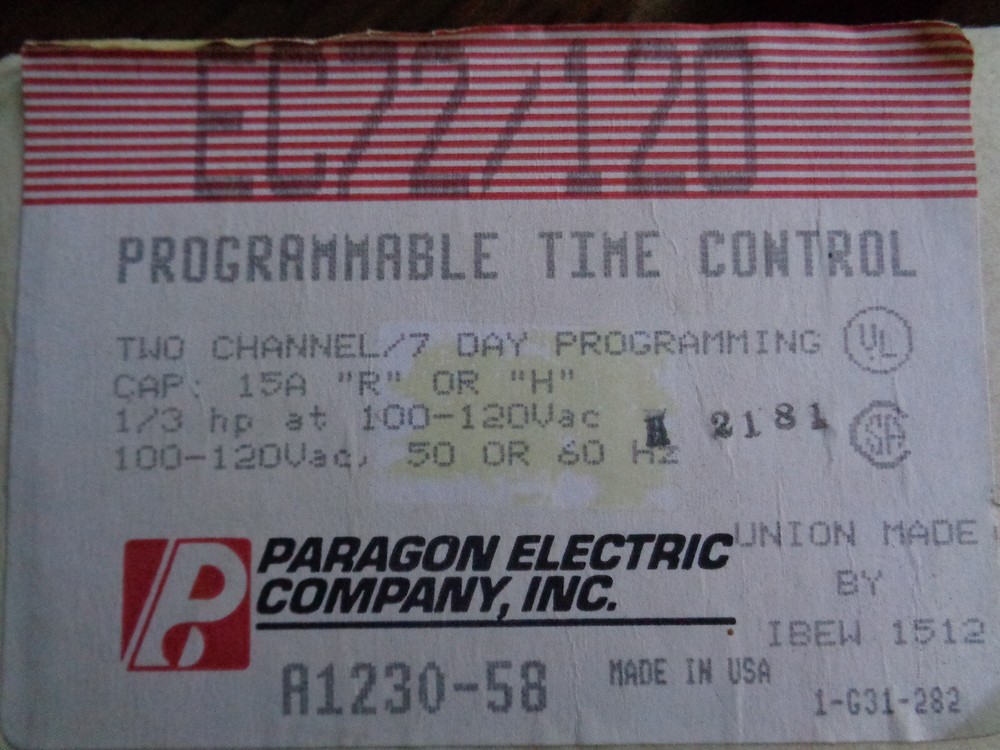 EC72/120
PROGRAMMABLE TIME CONTROL
TWO CHANNEL/7 DAY PROGRAMMING UL
CAP: 15A "R" OR "H"
1/3 hp at 100-120Vac 2181 SA
100-120Vac, 50 OR 60 Hz
PARAGON ELECTRIC
COMPANY, INC.
UNION MADE
BY
IBEW 1512
A1230-58
MADE IN USA
1-G31-282